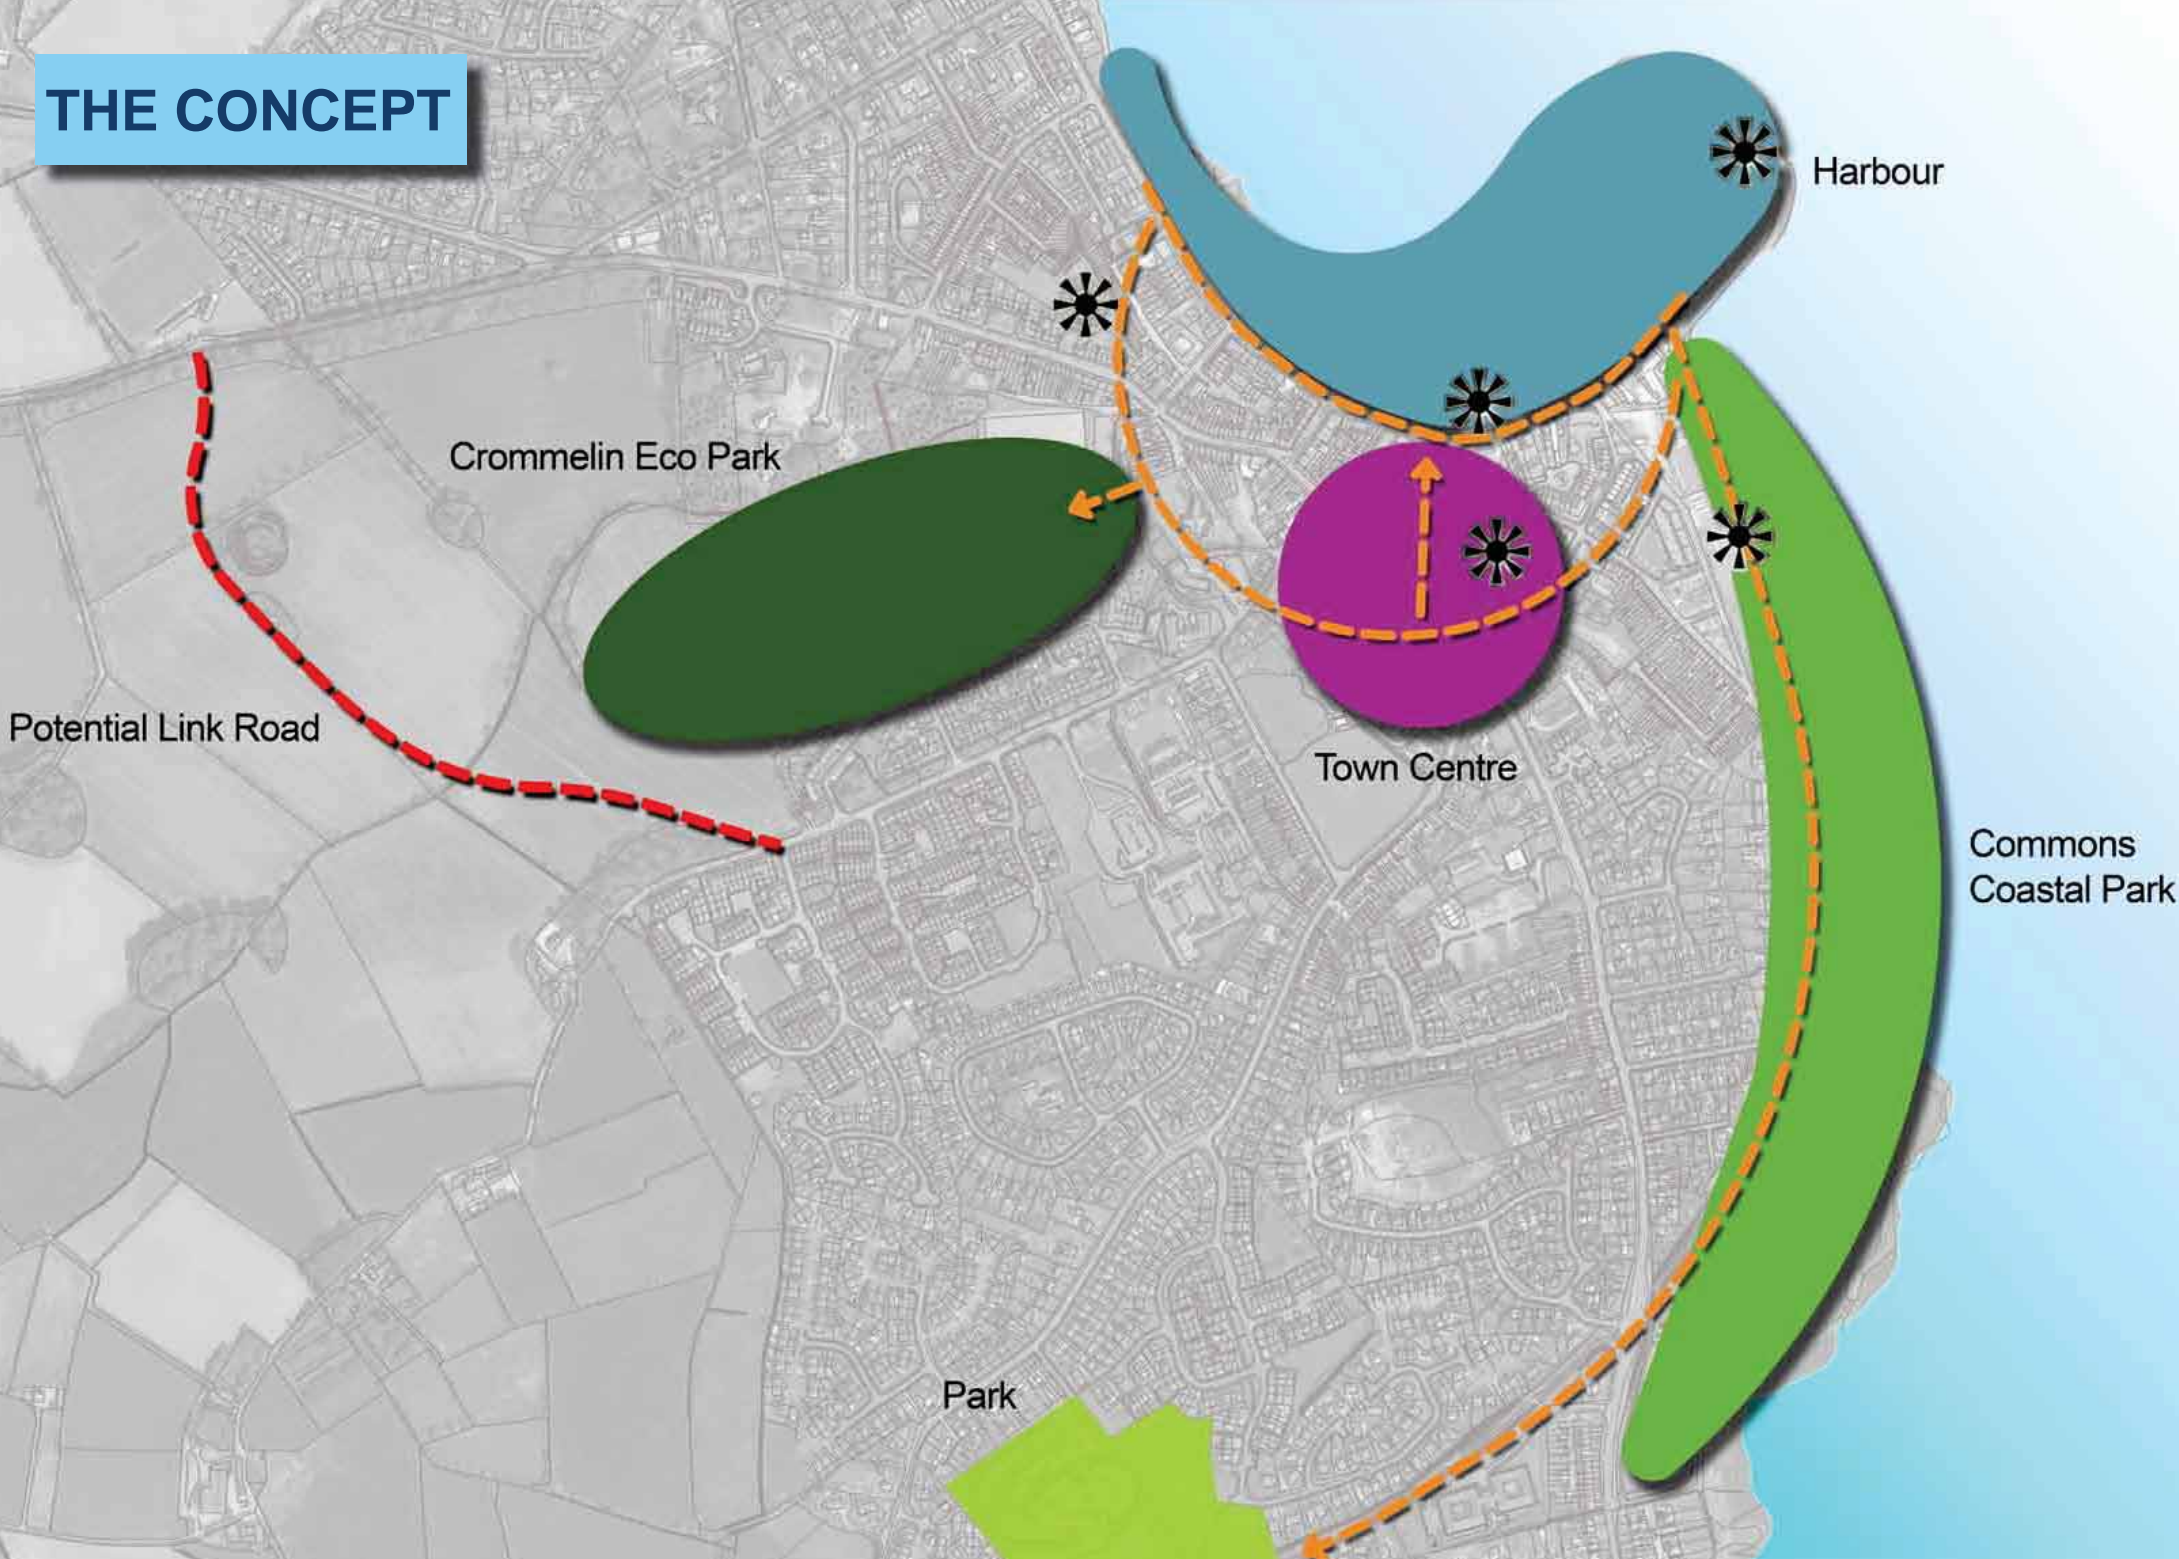 THE CONCEPT
Harbour
Crommelin Eco Park
Potential Link Road
Town Centre
Commons
Coastal Park
Park